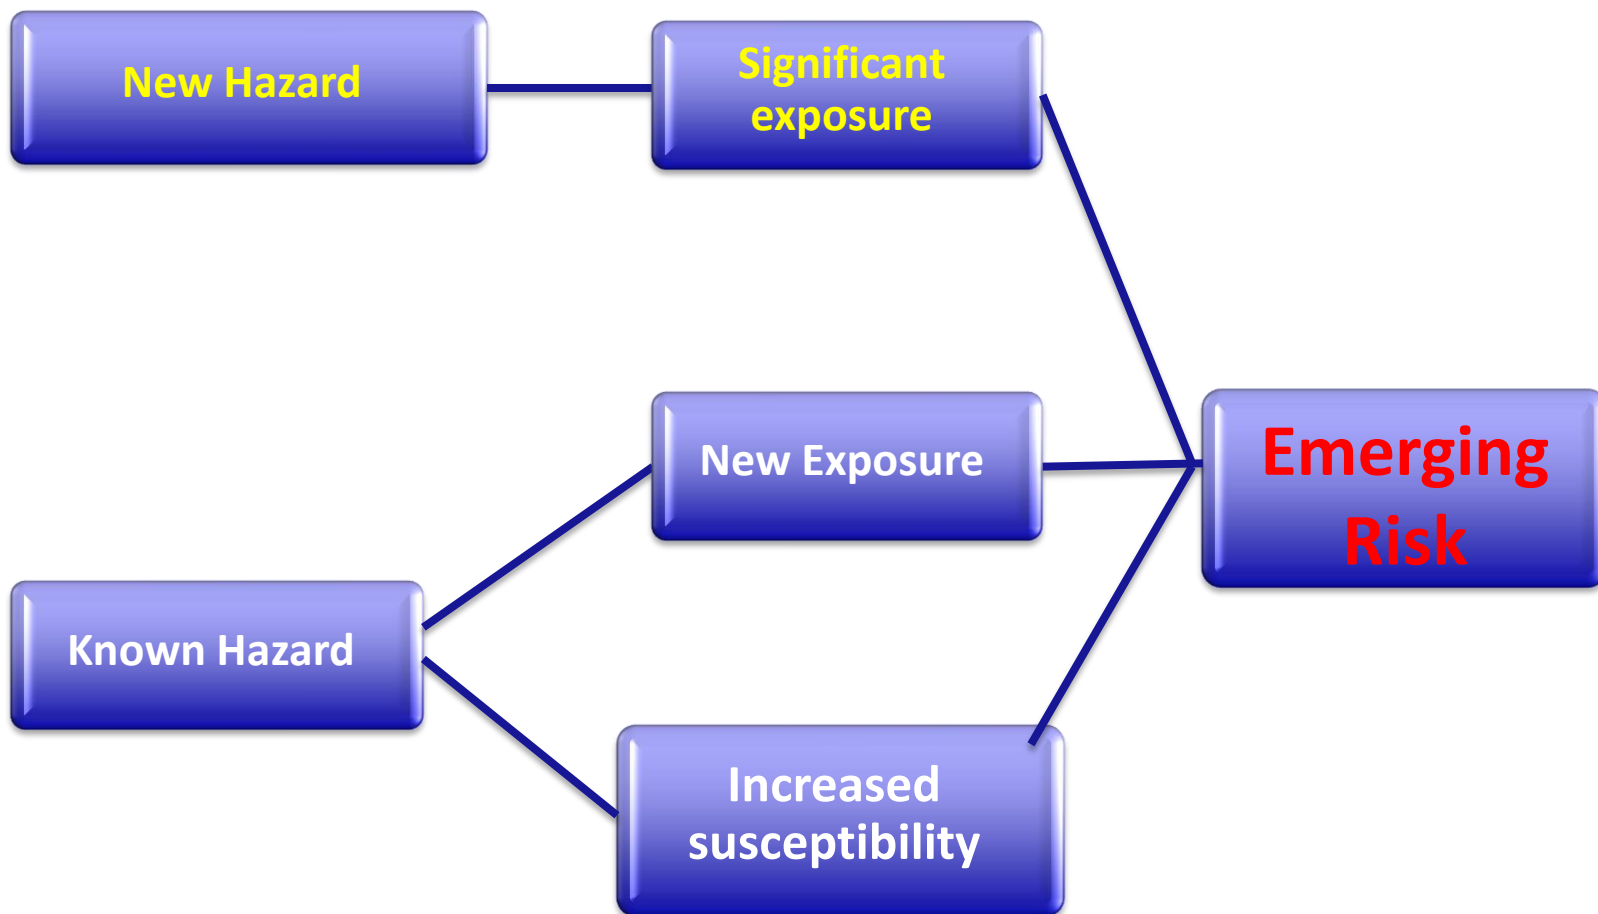 New Hazard
Significant
exposure
New Exposure
Emerging
Risk
Known Hazard
Increased
susceptibility